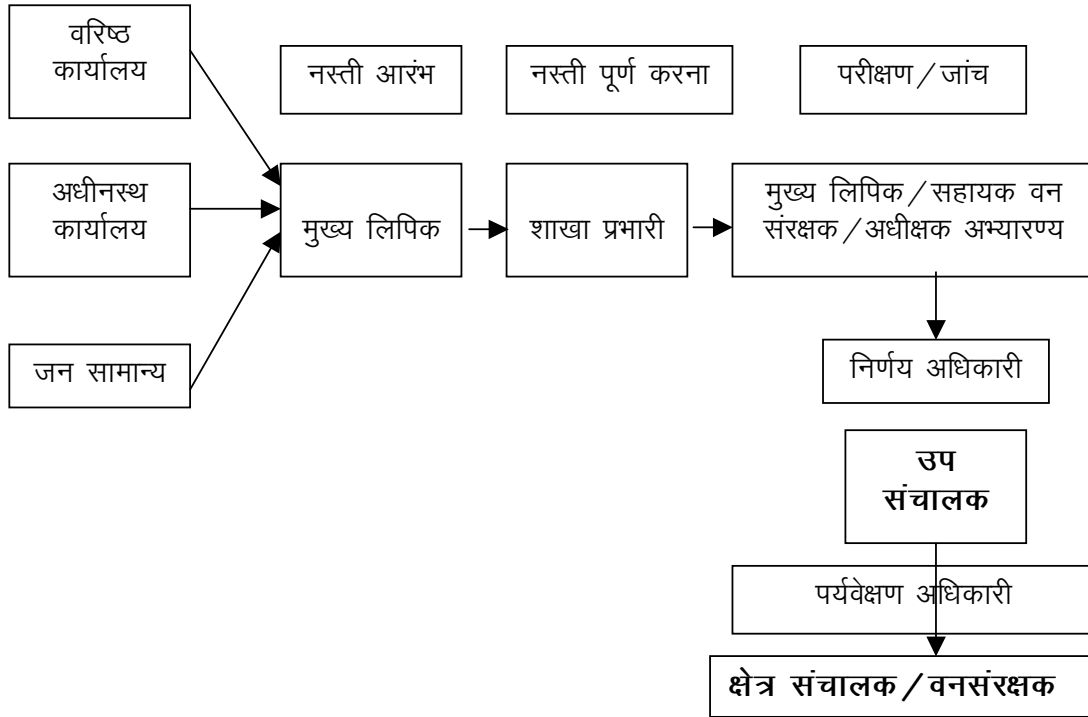 वरिष्ठ
कार्यालय
नस्ती आरंभ
नस्ती पूर्ण करना
परीक्षण/जांच
अधीनस्थ
कार्यालय
मुख्य लिपिक
शाखा प्रभारी
मुख्य लिपिक/सहायक वन
संरक्षक/अधीक्षक अभ्यारण्य
जन सामान्य
निर्णय अधिकारी
उप
संचालक
पर्यवेक्षण अधिकारी
क्षेत्र संचालक/वनसंरक्षक